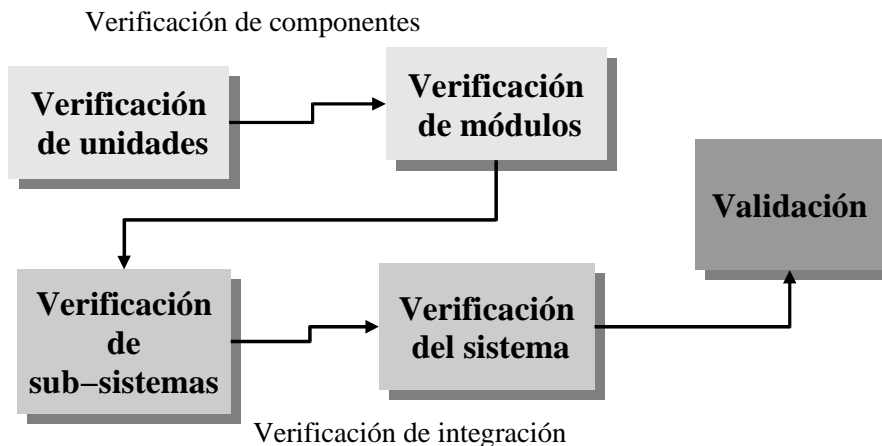 Verificación de componentes
Verificación
de unidades
Verificación
de módulos
Validación
Verificación
de
sub−sistemas
Verificación
del sistema
Verificación de integración